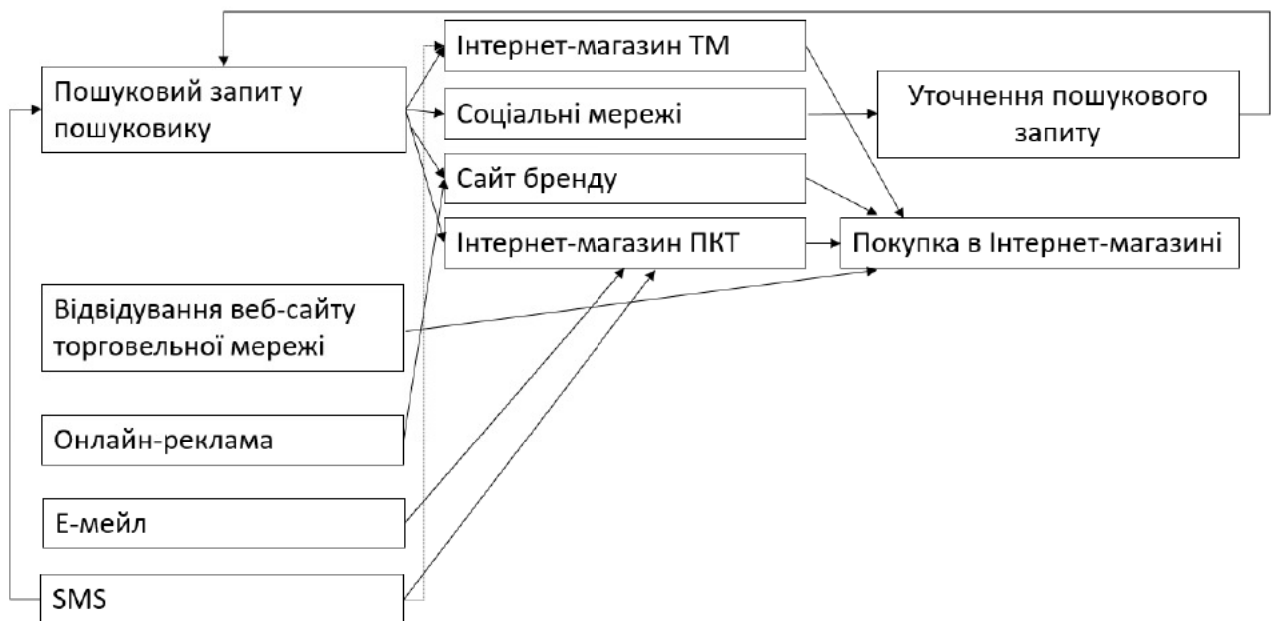 Пошуковий запит у
пошуковику
Інтернет-магазин ТМ
Соціальні мережі
Сайт бренду
Інтернет-магазин ПКТ
Уточнення пошукового
запиту
Покупка в Інтернет-магазині
Відвідування веб-сайту
торговельної мережі
Онлайн-реклама
Е-мейл
SMS